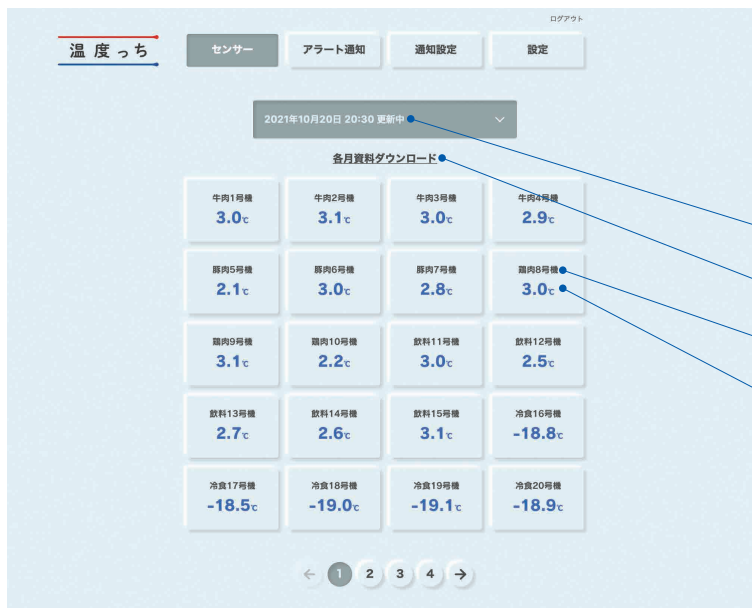 ログアウト
温度っち
センサー アラート通知 通知設定 設定
2021年10月20日 20:30 更新中
各月資料ダウンロード
牛肉1号機 牛肉2号機 牛肉3号機 牛肉4号機
3.0℃ 3.1℃ 3.0℃ 2.9℃
豚肉5号機 豚肉6号機 豚肉7号機 鶏肉8号機
2.1℃ 3.0℃ 2.8℃ 3.0℃
鶏肉9号機 鶏肉10号機 飲料11号機 飲料12号機
3.1℃ 2.2℃ 3.0℃ 2.5℃
飲料13号機 飲料14号機 飲料15号機 冷食16号機
2.7℃ 2.6℃ 3.1℃ -18.8℃
冷食17号機 冷食18号機 冷食19号機 冷食20号機
-18.5℃ -19.0℃ -19.1℃ -18.9℃
← 1 2 3 4 →